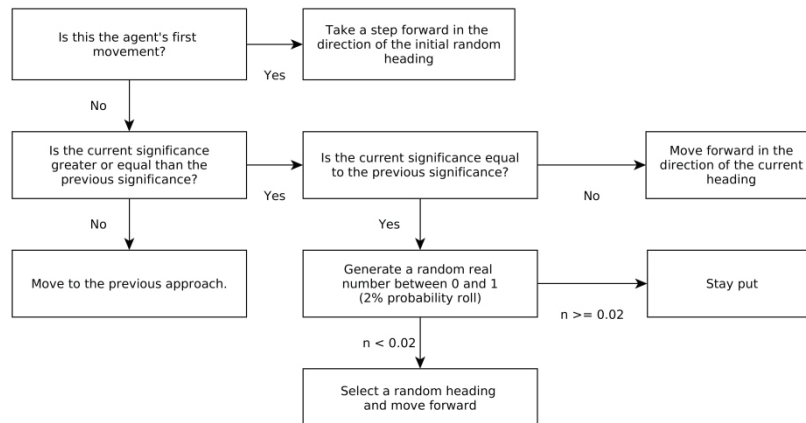 Is this the agent's first
movement?
Take a step forward in the
direction of the initial random
heading
Yes
No
Is the current significance
greater or equal than the
previous significance?
Is the current significance equal
to the previous significance?
Move forward in the
direction of the current
heading
Yes
No
No
Yes
Move to the previous approach.
Generate a random real
number between 0 and 1
(2% probability roll)
Stay put
n >= 0.02
n < 0.02
Select a random heading
and move forward